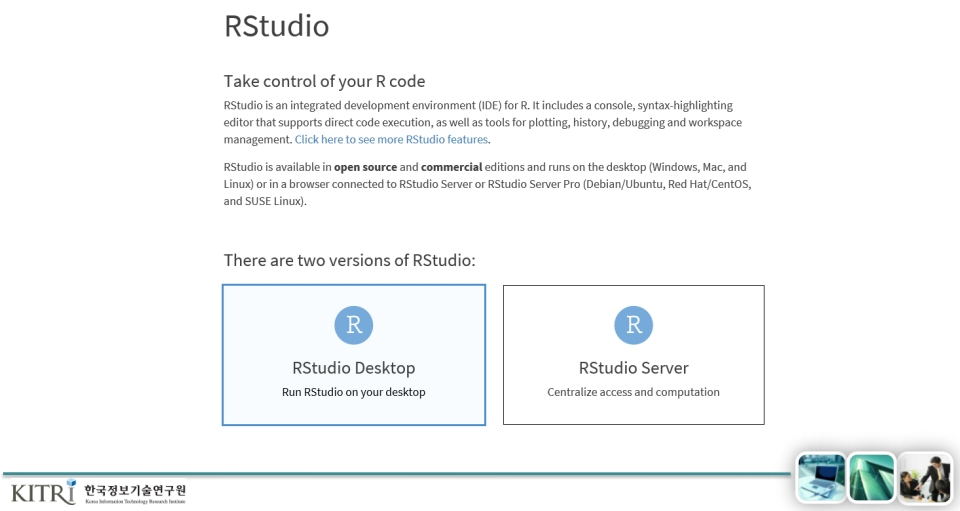 RStudio
Take control of your R code
RStudio is an integrated development environment (IDE) for R. It includes a console, syntax-highlighting
editor that supports direct code execution, as well as tools for plotting, history, debugging and workspace
management. Click here to see more RStudio features.
RStudio is available in open source and commercial editions and runs on the desktop (Windows, Mac, and
Linux) or in a browser connected to RStudio Server or RStudio Server Pro (Debian/Ubuntu, Red Hat/CentOS,
and SUSE Linux).
There are two versions of RStudio:
R
RStudio Desktop
Run RStudio on your desktop
R
RStudio Server
Centralize access and computation
KITRI 한국정보기술연구원
Korea Information Technology Research Institute